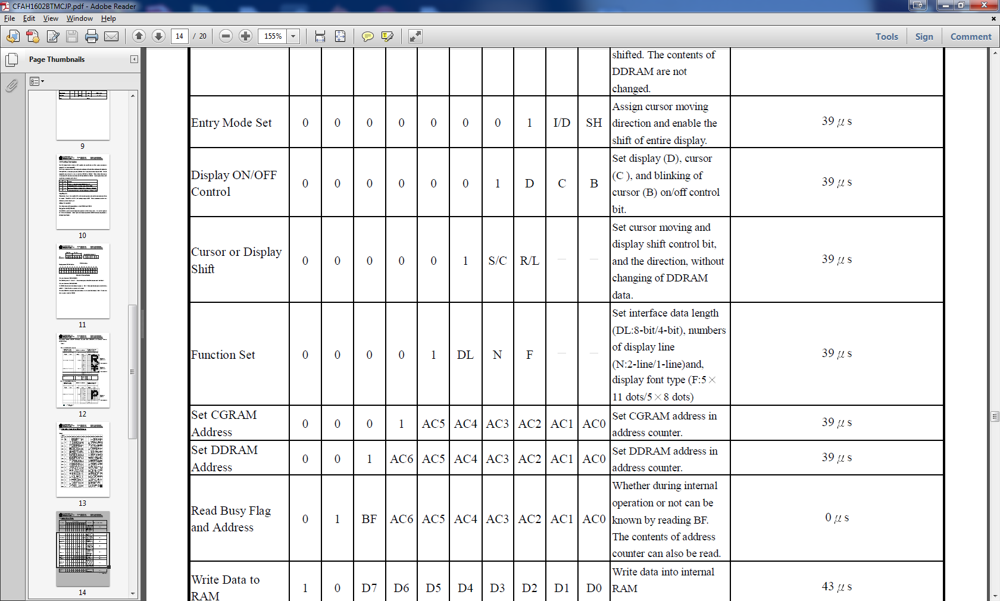 CFAH1602BTMCJP.pdf - Adobe Reader
File Edit View Window Help
14 / 20 155% Tools Sign Comment
Page Thumbnails
9
10
11
12
13
14
shifted. The contents of
DDRAM are not
changed.
Entry Mode Set 0 0 0 0 0 0 0 1 I/D SH
Assign cursor moving
direction and enable the
shift of entire display.
39 μ s
Display ON/OFF
Control
0 0 0 0 0 0 1 D C B
Set display (D), cursor
(C ), and blinking of
cursor (B) on/off control
bit.
39 μ s
Cursor or Display
Shift
0 0 0 0 0 1 S/C R/L — —
Set cursor moving and
display shift control bit,
and the direction, without
changing of DDRAM
data.
39 μ s
Function Set 0 0 0 0 1 DL N F — —
Set interface data length
(DL:8-bit/4-bit), numbers
of display line
(N:2-line/1-line)and,
display font type (F:5×
11 dots/5×8 dots)
39 μ s
Set CGRAM
Address
0 0 0 1 AC5 AC4 AC3 AC2 AC1 AC0
Set CGRAM address in
address counter.
39 μ s
Set DDRAM
Address
0 0 1 AC6 AC5 AC4 AC3 AC2 AC1 AC0
Set DDRAM address in
address counter.
39 μ s
Read Busy Flag
and Address
0 1 BF AC6 AC5 AC4 AC3 AC2 AC1 AC0
Whether during internal
operation or not can be
known by reading BF.
The contents of address
counter can also be read.
0 μ s
Write Data to
RAM
1 0 D7 D6 D5 D4 D3 D2 D1 D0
Write data into internal
RAM
43 μ s